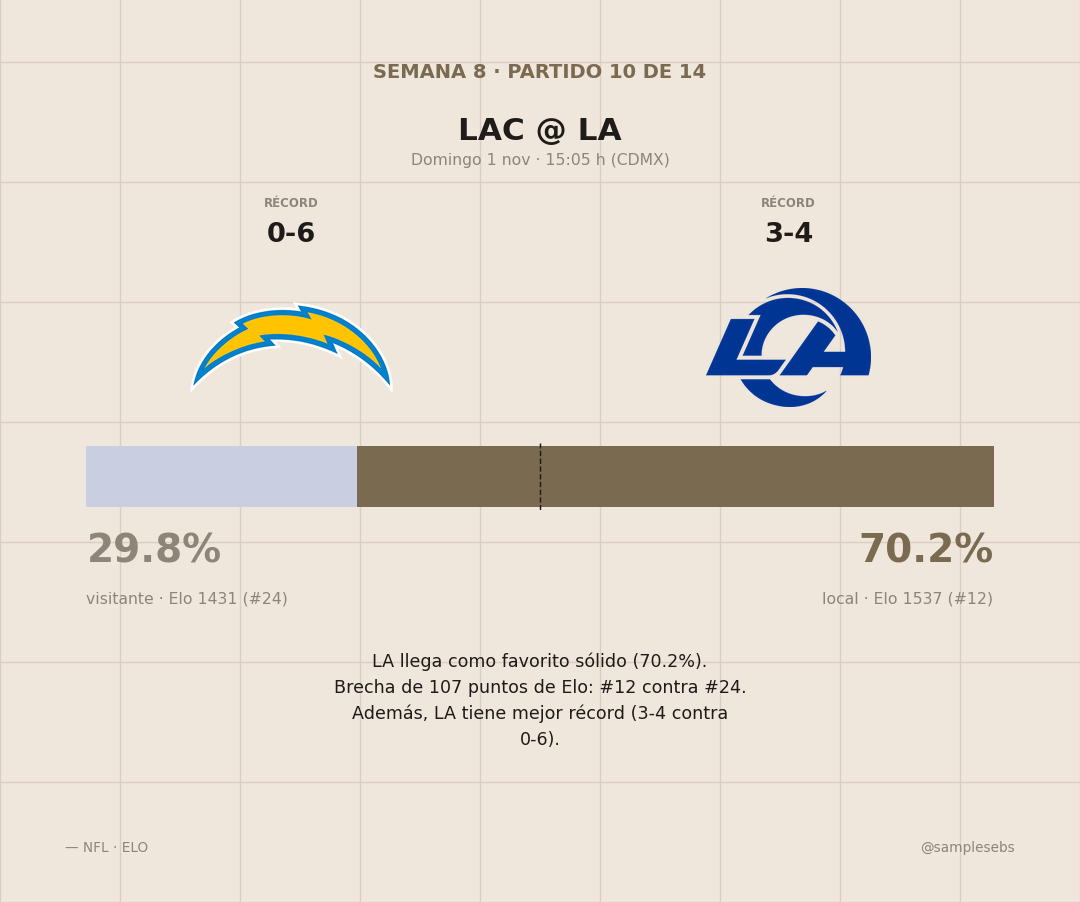 SEMANA 8 · PARTIDO 10 DE 14
LAC @ LA
Domingo 1 nov · 15:05 h (CDMX)
RÉCORD
0-6
RÉCORD
3-4
LA
29.8%
70.2%
visitante · Elo 1431 (#24)
local · Elo 1537 (#12)
LA llega como favorito sólido (70.2%).
Brecha de 107 puntos de Elo: #12 contra #24.
Además, LA tiene mejor récord (3-4 contra
0-6).
— NFL · ELO
@samplesebs